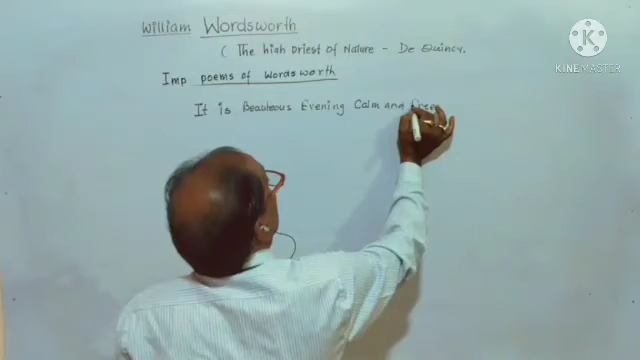 William Wordsworth
( The high Priest of Nature - De Quincy.
Imp poems of Wordsworth
It is Beauteous Evening Calm and Free
KINEMASTER